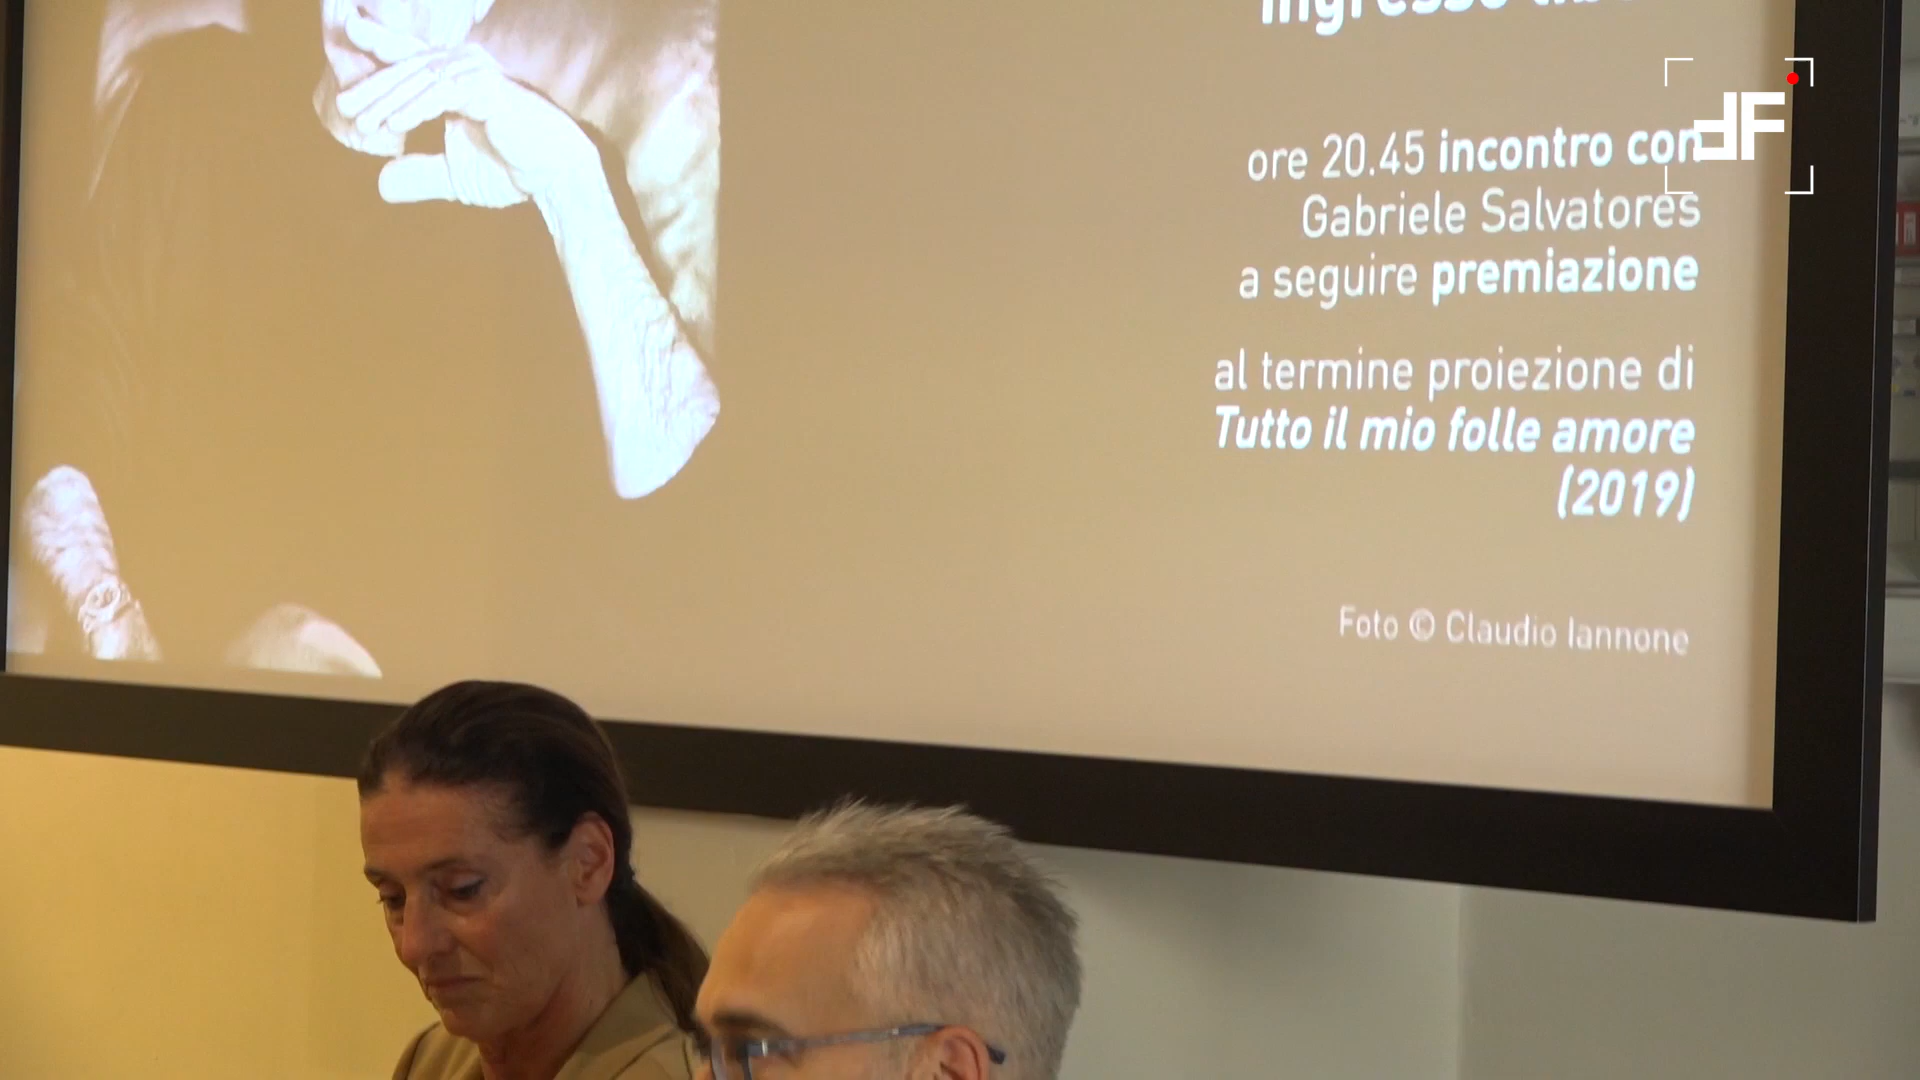 ingresso
ore 20.45 incontro con
Gabriele Salvatores
a seguire premiazione
al termine proiezione di
Tutto il mio folle amore
(2019)
Foto © Claudio Iannone
dF